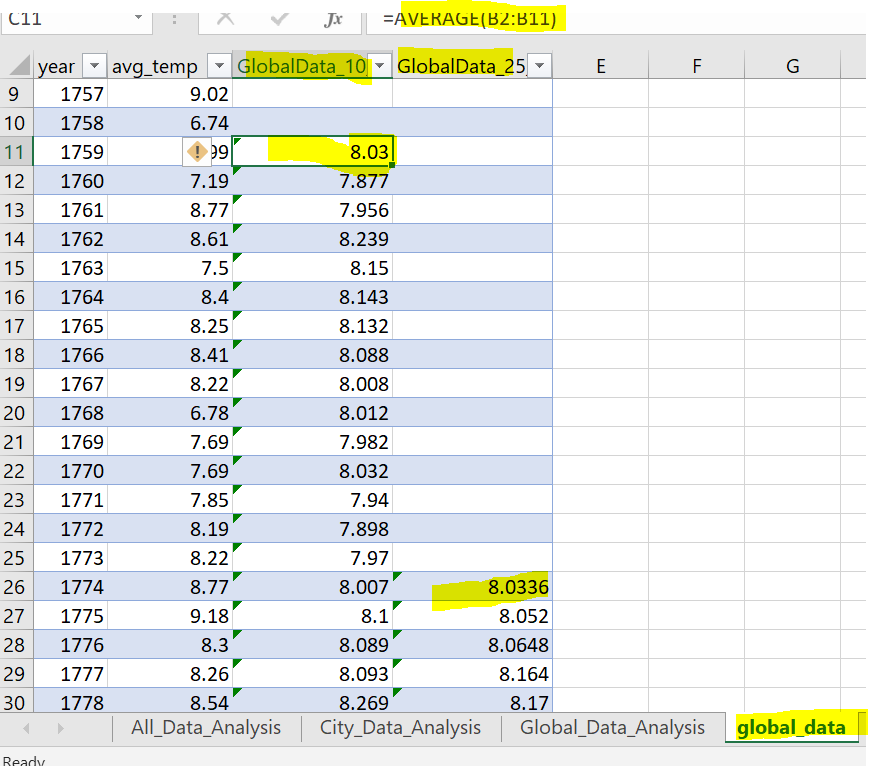 C11 fx =AVERAGE(B2:B11)
year avg_temp GlobalData_10 GlobalData_25 E F G
9 1757 9.02
10 1758 6.74
11 1759 ! 99 8.03
12 1760 7.19 7.877
13 1761 8.77 7.956
14 1762 8.61 8.239
15 1763 7.5 8.15
16 1764 8.4 8.143
17 1765 8.25 8.132
18 1766 8.41 8.088
19 1767 8.22 8.008
20 1768 6.78 8.012
21 1769 7.69 7.982
22 1770 7.69 8.032
23 1771 7.85 7.94
24 1772 8.19 7.898
25 1773 8.22 7.97
26 1774 8.77 8.007 8.0336
27 1775 9.18 8.1 8.052
28 1776 8.3 8.089 8.0648
29 1777 8.26 8.093 8.164
30 1778 8.54 8.269 8.17
All_Data_Analysis City_Data_Analysis Global_Data_Analysis global_data
Ready